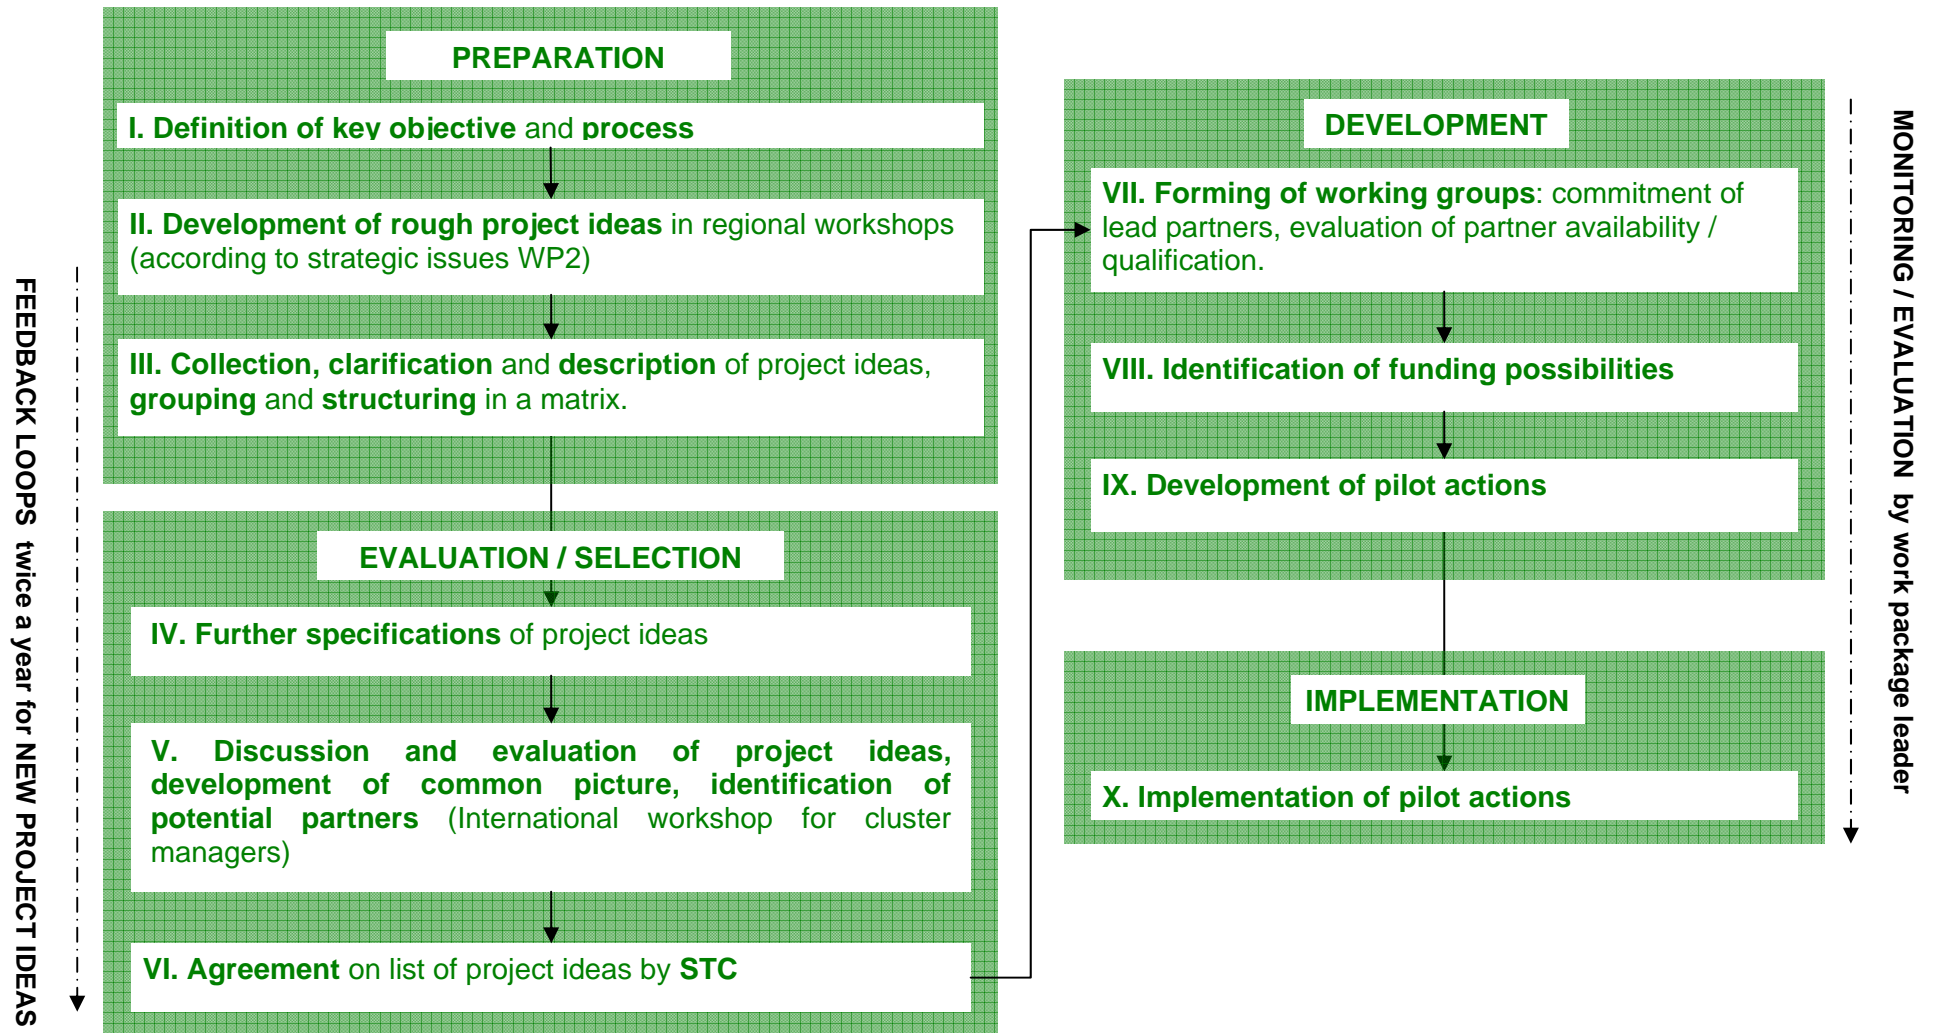 PREPARATION
I. Definition of key objective and process
II. Development of rough project ideas in regional workshops
(according to strategic issues WP2)
III. Collection, clarification and description of project ideas,
grouping and structuring in a matrix.
EVALUATION / SELECTION
IV. Further specifications of project ideas
V. Discussion and evaluation of project ideas,
development of common picture, identification of
potential partners (International workshop for cluster
managers)
VI. Agreement on list of project ideas by STC
FEEDBACK LOOPS twice a year for NEW PROJECT IDEAS
DEVELOPMENT
VII. Forming of working groups: commitment of
lead partners, evaluation of partner availability /
qualification.
VIII. Identification of funding possibilities
IX. Development of pilot actions
IMPLEMENTATION
X. Implementation of pilot actions
MONITORING / EVALUATION by work package leader